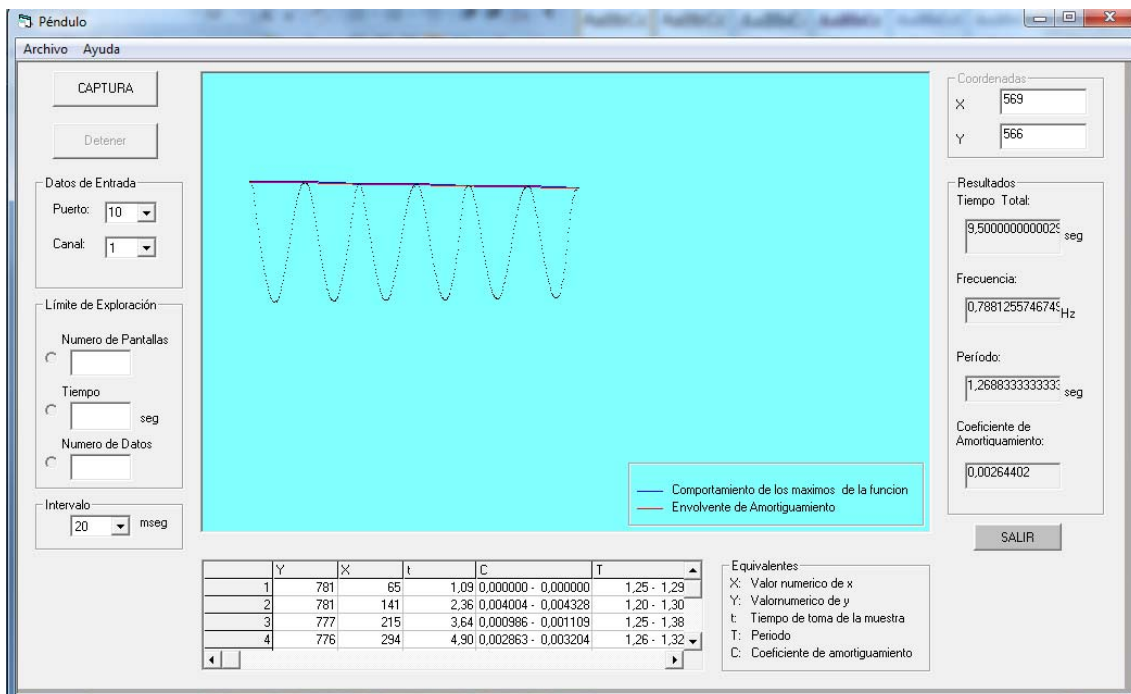 Péndulo
Archivo Ayuda
CAPTURA
Detener
Datos de Entrada
Puerto: 10
Canal: 1
Límite de Exploración
Numero de Pantallas
Tiempo
seg
Numero de Datos
Intervalo
20 mseg
Comportamiento de los maximos de la funcion
Envolvente de Amortiguamiento
Coordenadas
X 569
Y 566
Resultados
Tiempo Total:
9,500000000029 seg
Frecuencia:
0,788125574674 Hz
Período:
1,268833333333 seg
Coeficiente de
Amortiguamiento:
0,00264402
SALIR
Y X t C T
1 781 65 1,09 0,000000 - 0,000000 1,25 - 1,29
2 781 141 2,36 0,004004 - 0,004328 1,20 - 1,30
3 777 215 3,64 0,000986 - 0,001109 1,25 - 1,38
4 776 294 4,90 0,002863 - 0,003204 1,26 - 1,32
Equivalentes
X: Valor numerico de x
Y: Valornumerico de y
t: Tiempo de toma de la muestra
T: Periodo
C: Coeficiente de amortiguamiento